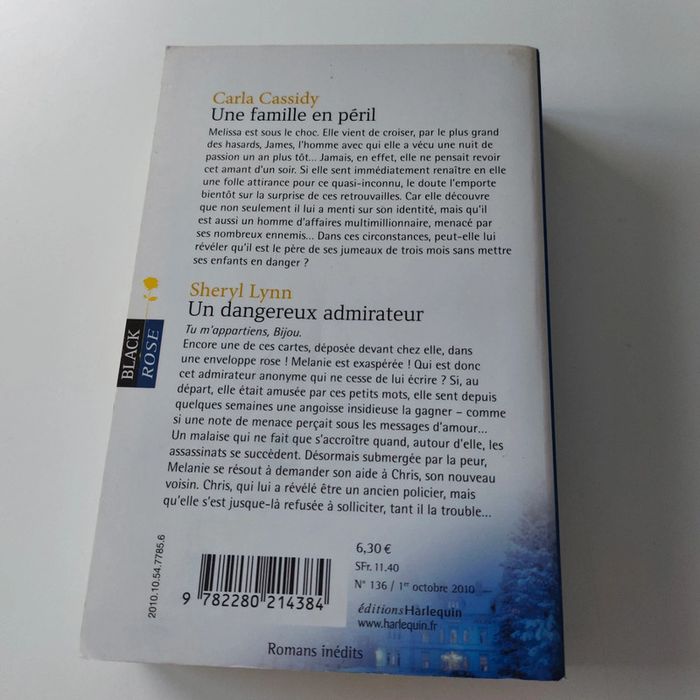 Carla Cassidy
Une famille en péril
Melissa est sous le choc. Elle vient de croiser, par le plus grand
des hasards, James, l'homme avec qui elle a vécu une nuit de
passion un an plus tôt... Jamais, en effet, elle ne pensait revoir
cet amant d'un soir. Si elle sent immédiatement renaître en elle
une folle attirance pour ce quasi-inconnu, le doute l'emporte
bientôt sur la surprise de ces retrouvailles. Car elle découvre
que non seulement il lui a menti sur son identité, mais qu'il
est aussi un homme d'affaires multimillionnaire, menacé par
ses nombreux ennemis... Dans ces circonstances, peut-elle lui
révéler qu'il est le père de ses jumeaux de trois mois sans mettre
ses enfants en danger ?
Sheryl Lynn
Un dangereux admirateur
Tu m'appartiens, Bijou.
Encore une de ces cartes, déposée devant chez elle, dans
une enveloppe rose ! Melanie est exaspérée ! Qui est donc
cet admirateur anonyme qui ne cesse de lui écrire ? Si, au
départ, elle était amusée par ces petits mots, elle sent depuis
quelques semaines une angoisse insidieuse la gagner – comme
si une note de menace perçait sous les messages d'amour...
Un malaise qui ne fait que s'accroître quand, autour d'elle, les
assassinats se succèdent. Désormais submergée par la peur,
Melanie se résout à demander son aide à Chris, son nouveau
voisin. Chris, qui lui a révélé être un ancien policier, mais
qu'elle s'est jusque-là refusée à solliciter, tant il la trouble...
BLACK
ROSE
2010.10.54.7785.6
9 782280 214384
6,30 €
SFr. 11.40
N° 136 / 1er octobre 2010
éditions Harlequin
www.harlequin.fr
Romans inédits